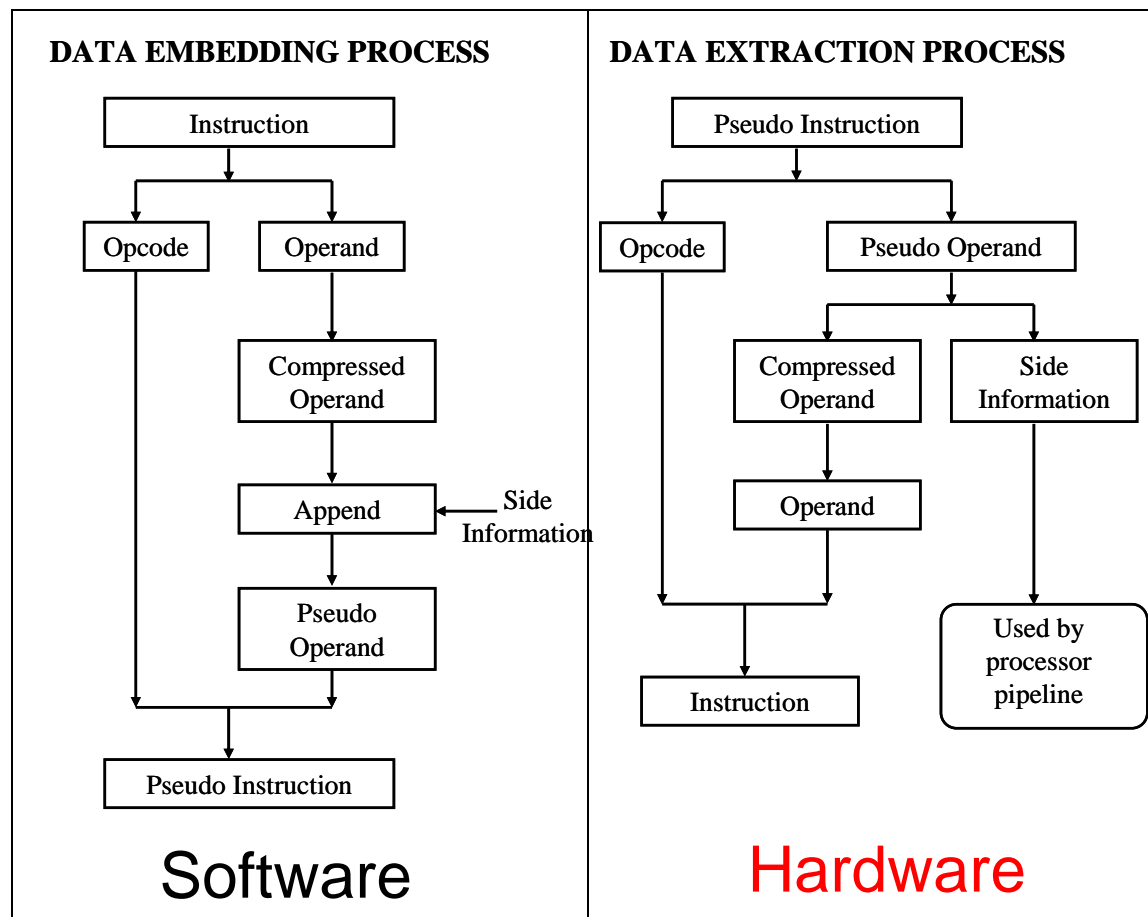 DATA EMBEDDING PROCESS
Instruction
Opcode
Operand
Compressed
Operand
Append
Side
Information
Pseudo
Operand
Pseudo Instruction
Software
DATA EXTRACTION PROCESS
Pseudo Instruction
Opcode
Pseudo Operand
Compressed
Operand
Side
Information
Operand
Used by
processor
pipeline
Instruction
Hardware